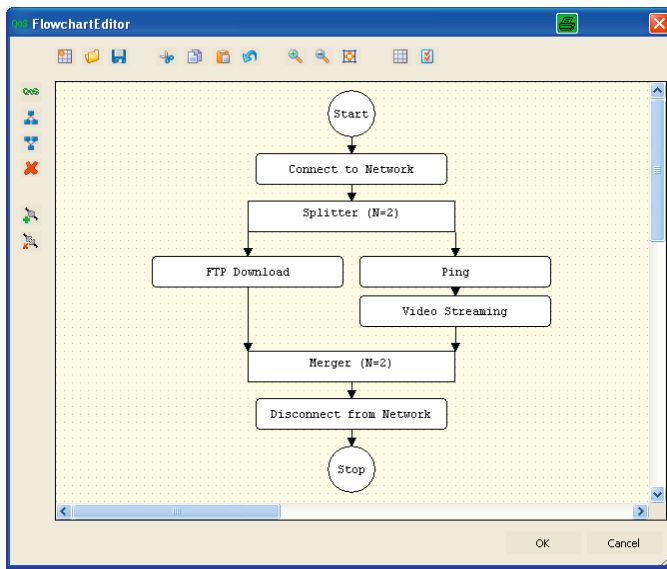 QoS FlowchartEditor
QoS
Start
Connect to Network
Splitter (N=2)
FTP Download
Ping
Video Streaming
Merger (N=2)
Disconnect from Network
Stop
OK
Cancel